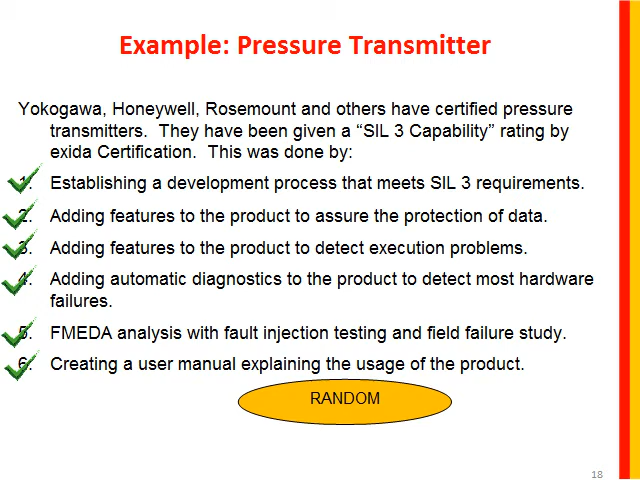 Example: Pressure Transmitter
Yokogawa, Honeywell, Rosemount and others have certified pressure
transmitters. They have been given a “SIL 3 Capability” rating by
exida Certification. This was done by:
1. Establishing a development process that meets SIL 3 requirements.
2. Adding features to the product to assure the protection of data.
3. Adding features to the product to detect execution problems.
4. Adding automatic diagnostics to the product to detect most hardware
failures.
5. FMEDA analysis with fault injection testing and field failure study.
6. Creating a user manual explaining the usage of the product.
RANDOM
18